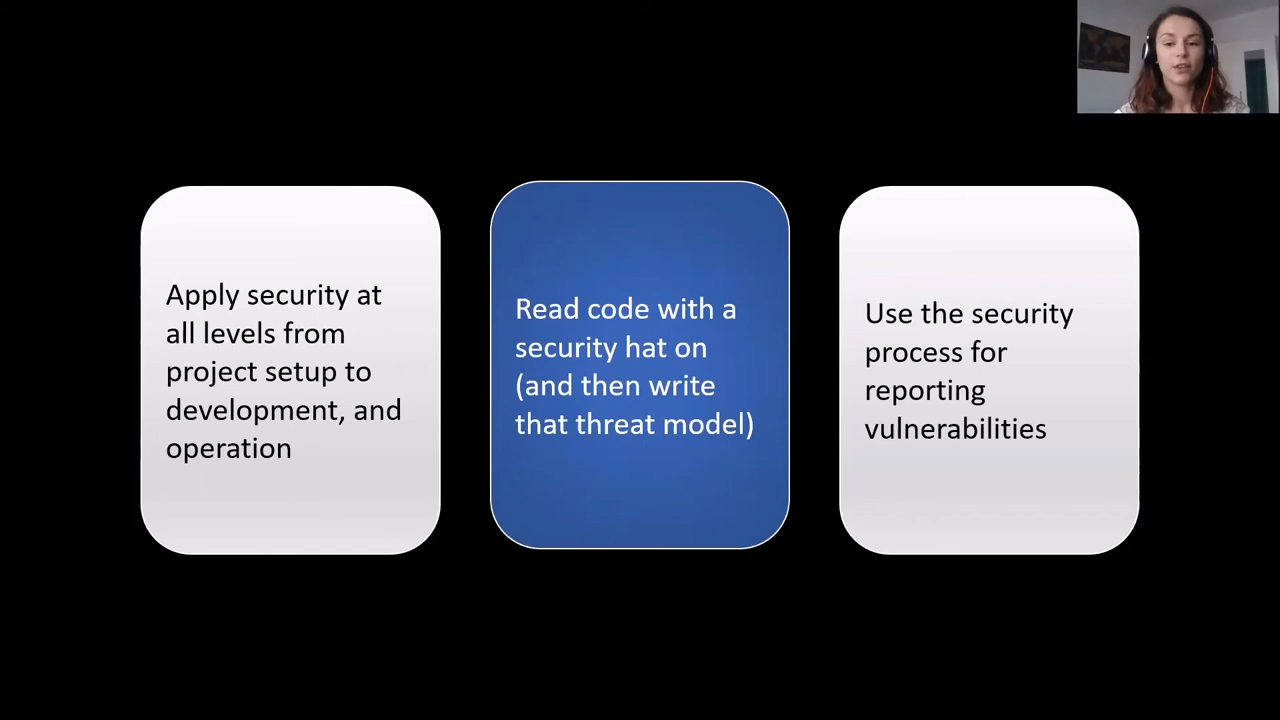 Apply security at
all levels from
project setup to
development, and
operation
Read code with a
security hat on
(and then write
that threat model)
Use the security
process for
reporting
vulnerabilities